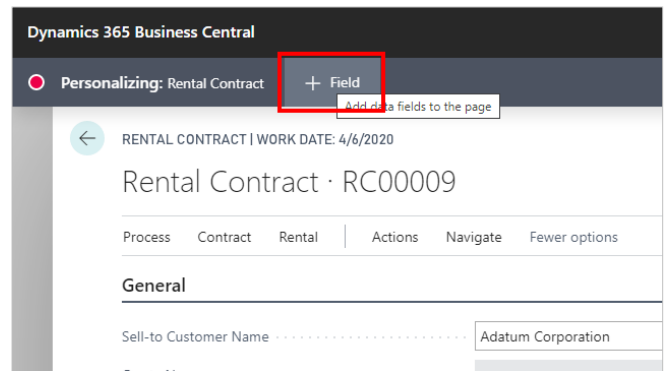 Dynamics 365 Business Central
Personalizing: Rental Contract
+ Field
Add data fields to the page
RENTAL CONTRACT | WORK DATE: 4/6/2020
Rental Contract · RC00009
Process Contract Rental Actions Navigate Fewer options
General
Sell-to Customer Name Adatum Corporation